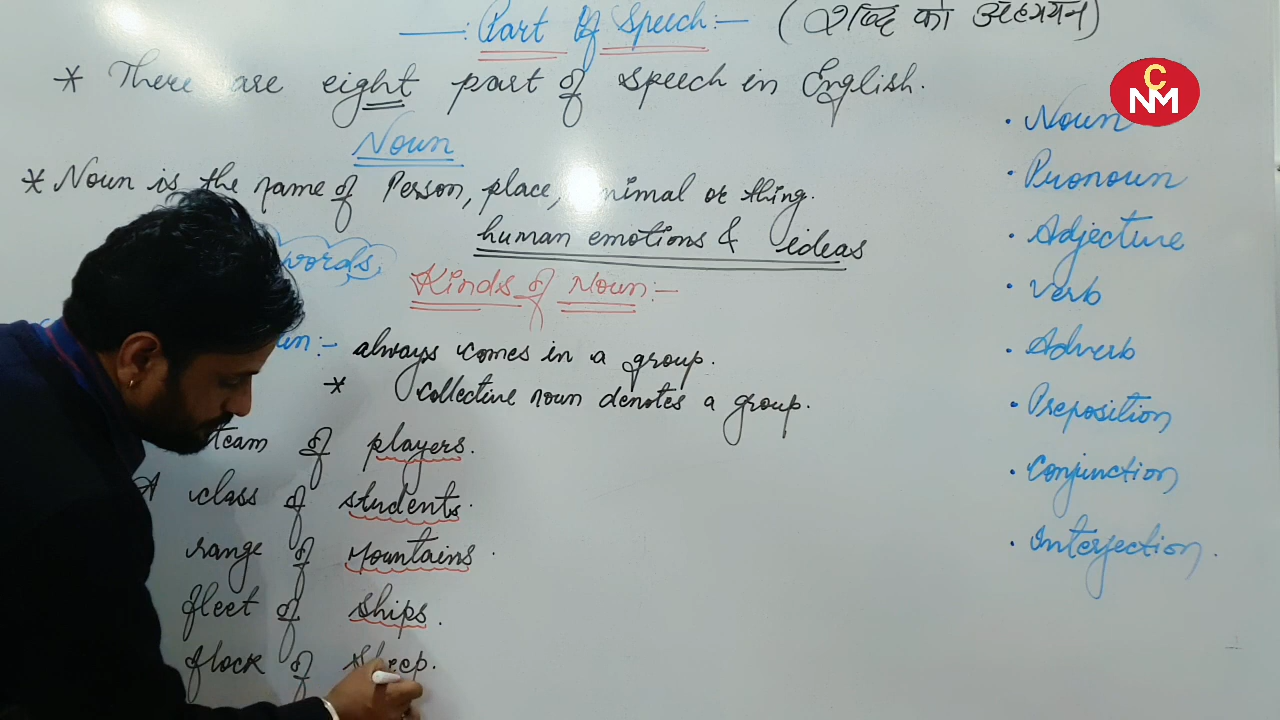 Part of Speech:- (शब्दि का अध्ययन)
* There are eight part of speech in English.
Noun
* Noun is the name of Person, place, nimal or thing.
human emotions & ideas
words,
Kinds of Noun:-
un:- always comes in a group.
* Collective noun denotes a group.
team of players.
A class of students.
range of Mountains.
fleet of ships.
flock of sheep.
CNM
• Noun
• Pronoun
• Adjective
• Verb
• Adverb
• Preposition
• Conjunction
• Interjection.